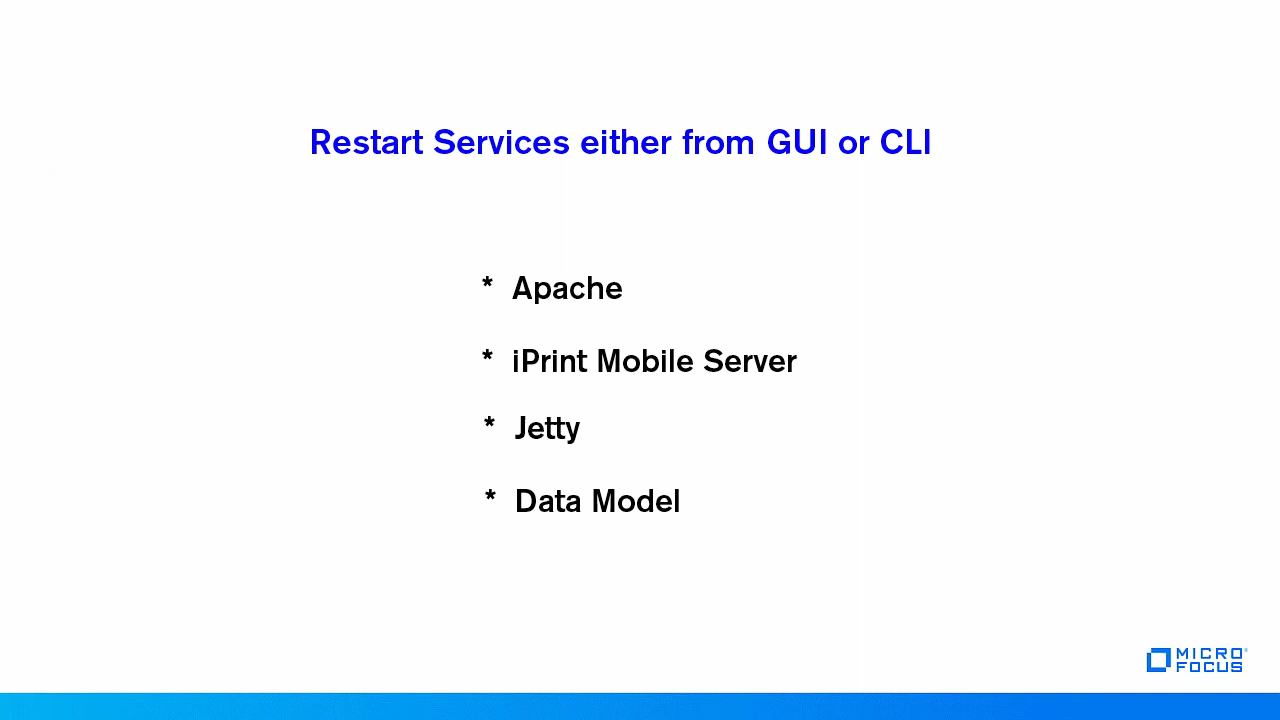 Restart Services either from GUI or CLI
* Apache
* iPrint Mobile Server
* Jetty
* Data Model
MICRO
FOCUS